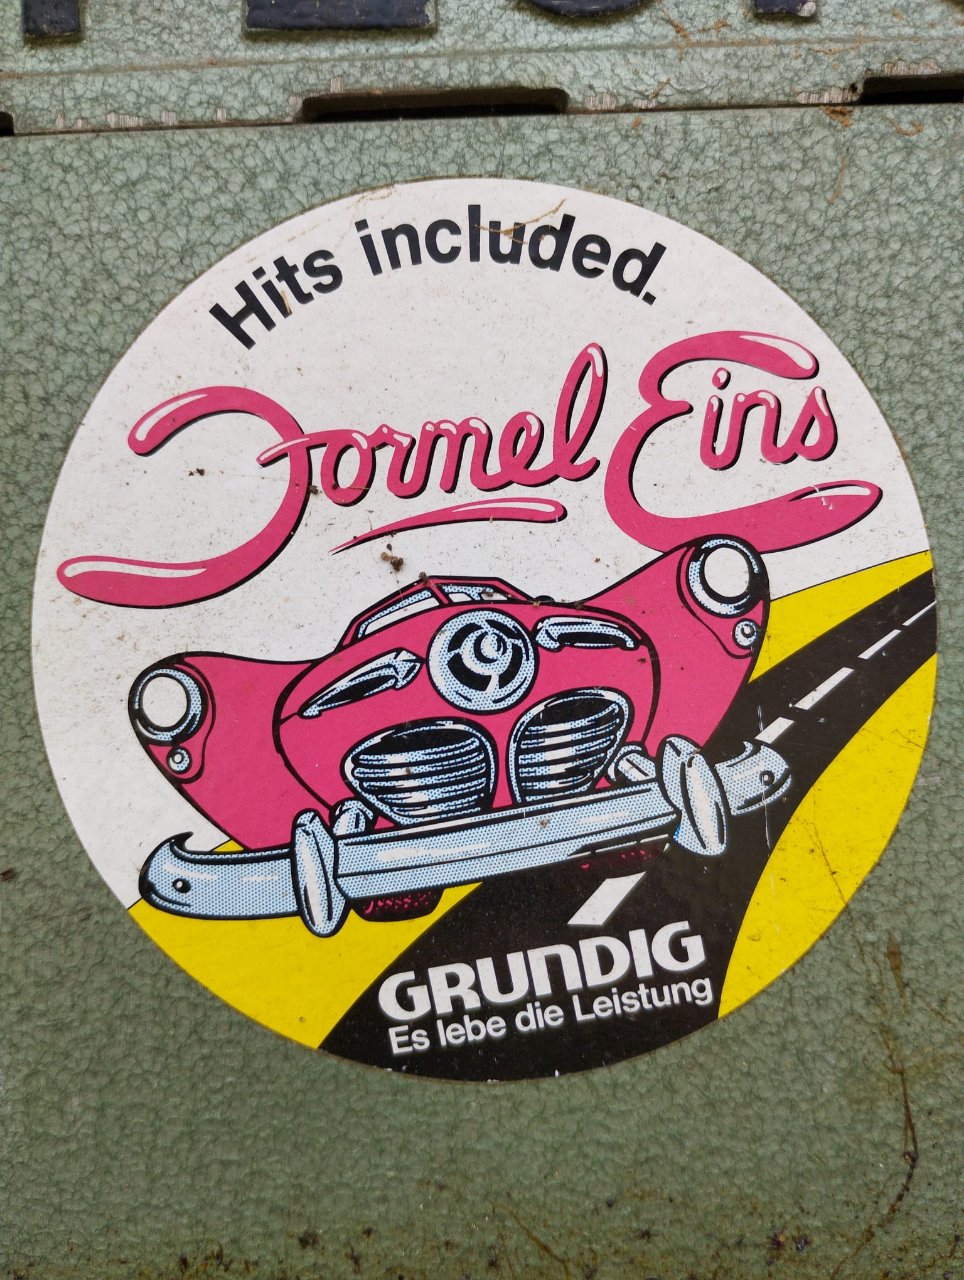 Hits included.
Formel Eins
GRUNDIG
Es lebe die Leistung